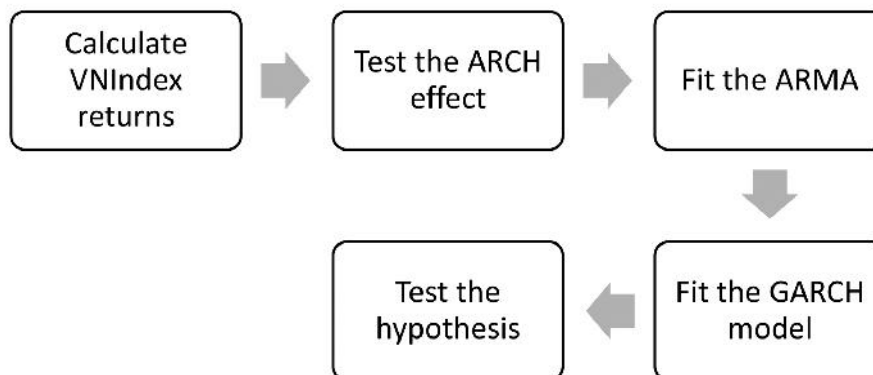 Calculate
VNIndex
returns
Test the ARCH
effect
Fit the ARMA
Fit the GARCH
model
Test the
hypothesis